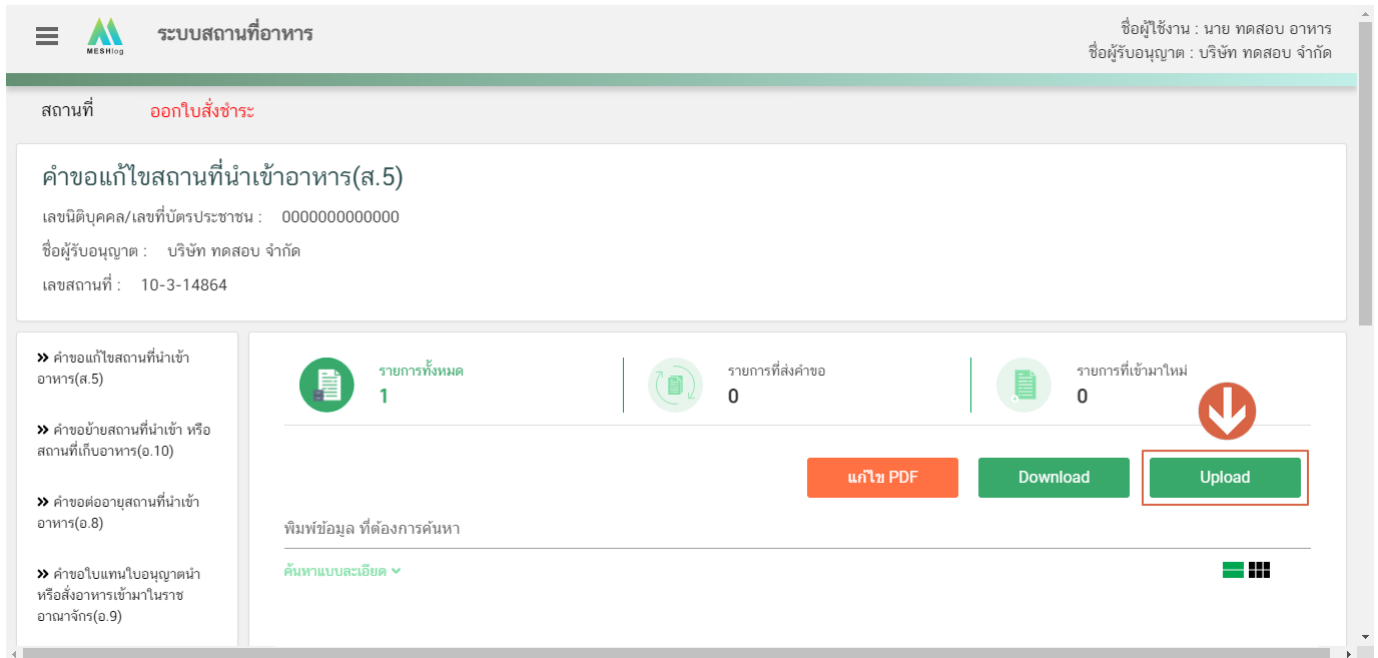 MESHlog
ระบบสถานที่อาหาร
ชื่อผู้ใช้งาน : นาย ทดสอบ อาหาร
ชื่อผู้รับอนุญาต : บริษัท ทดสอบ จำกัด
สถานที่
ออกใบสั่งชำระ
คำขอแก้ไขสถานที่นำเข้าอาหาร(ส.5)
เลขนิติบุคคล/เลขที่บัตรประชาชน : 0000000000000
ชื่อผู้รับอนุญาต : บริษัท ทดสอบ จำกัด
เลขสถานที่ : 10-3-14864
» คำขอแก้ไขสถานที่นำเข้า
อาหาร(ส.5)
» คำขอย้ายสถานที่นำเข้า หรือ
สถานที่เก็บอาหาร(อ.10)
» คำขอต่ออายุสถานที่นำเข้า
อาหาร(อ.8)
» คำขอใบแทนใบอนุญาตนำ
หรือสั่งอาหารเข้ามาในราช
อาณาจักร(อ.9)
รายการทั้งหมด
1
รายการที่ส่งคำขอ
0
รายการที่เข้ามาใหม่
0
แก้ไข PDF
Download
Upload
พิมพ์ข้อมูล ที่ต้องการค้นหา
ค้นหาแบบละเอียด